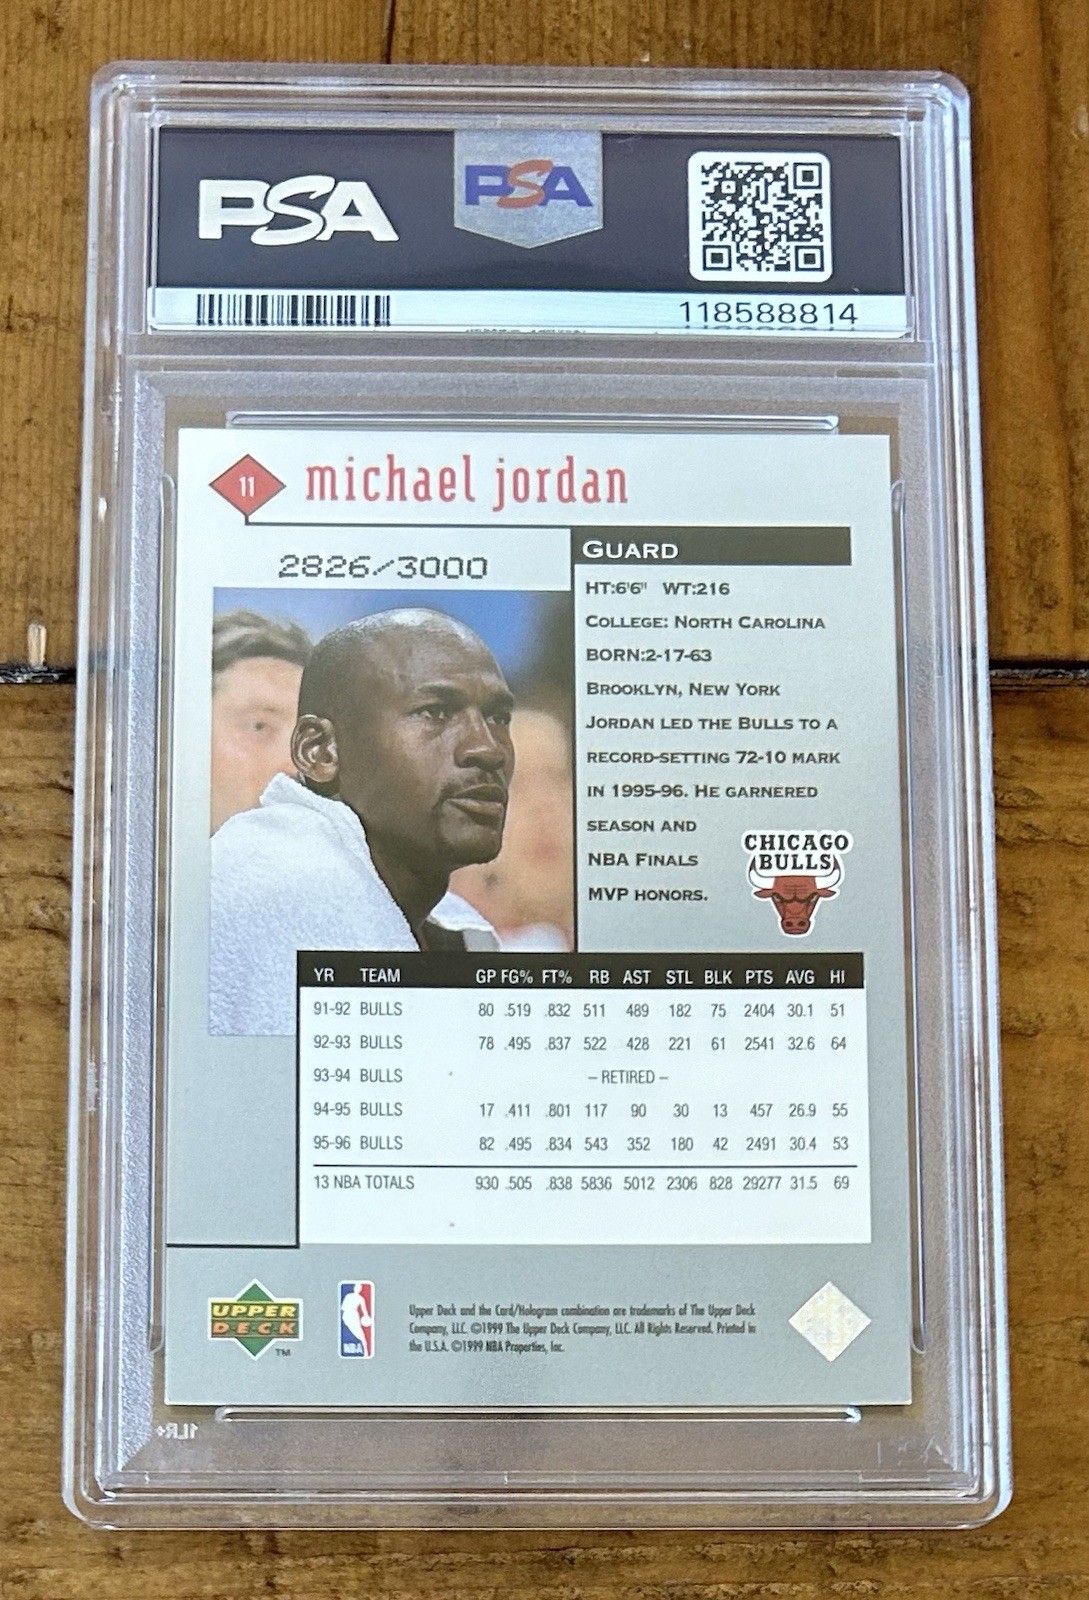 PSA
PSA
118588814
11 michael jordan
2826/3000
GUARD
HT:6'6" WT:216
COLLEGE: NORTH CAROLINA
BORN:2-17-63
BROOKLYN, NEW YORK
JORDAN LED THE BULLS TO A
RECORD-SETTING 72-10 MARK
IN 1995-96. HE GARNERED
SEASON AND
NBA FINALS
MVP HONORS.
CHICAGO
BULLS
YR TEAM GP FG% FT% RB AST STL BLK PTS AVG HI
91-92 BULLS 80 .519 .832 511 489 182 75 2404 30.1 51
92-93 BULLS 78 .495 .837 522 428 221 61 2541 32.6 64
93-94 BULLS – RETIRED –
94-95 BULLS 17 .411 .801 117 90 30 13 457 26.9 55
95-96 BULLS 82 .495 .834 543 352 180 42 2491 30.4 53
13 NBA TOTALS 930 .505 .838 5836 5012 2306 828 29277 31.5 69
UPPER
DECK
TM
NBA
Upper Deck and the Card/Hologram combination are trademarks of The Upper Deck
Company, LLC. ©1999 The Upper Deck Company, LLC. All Rights Reserved. Printed in
the U.S.A. ©1999 NBA Properties, Inc.